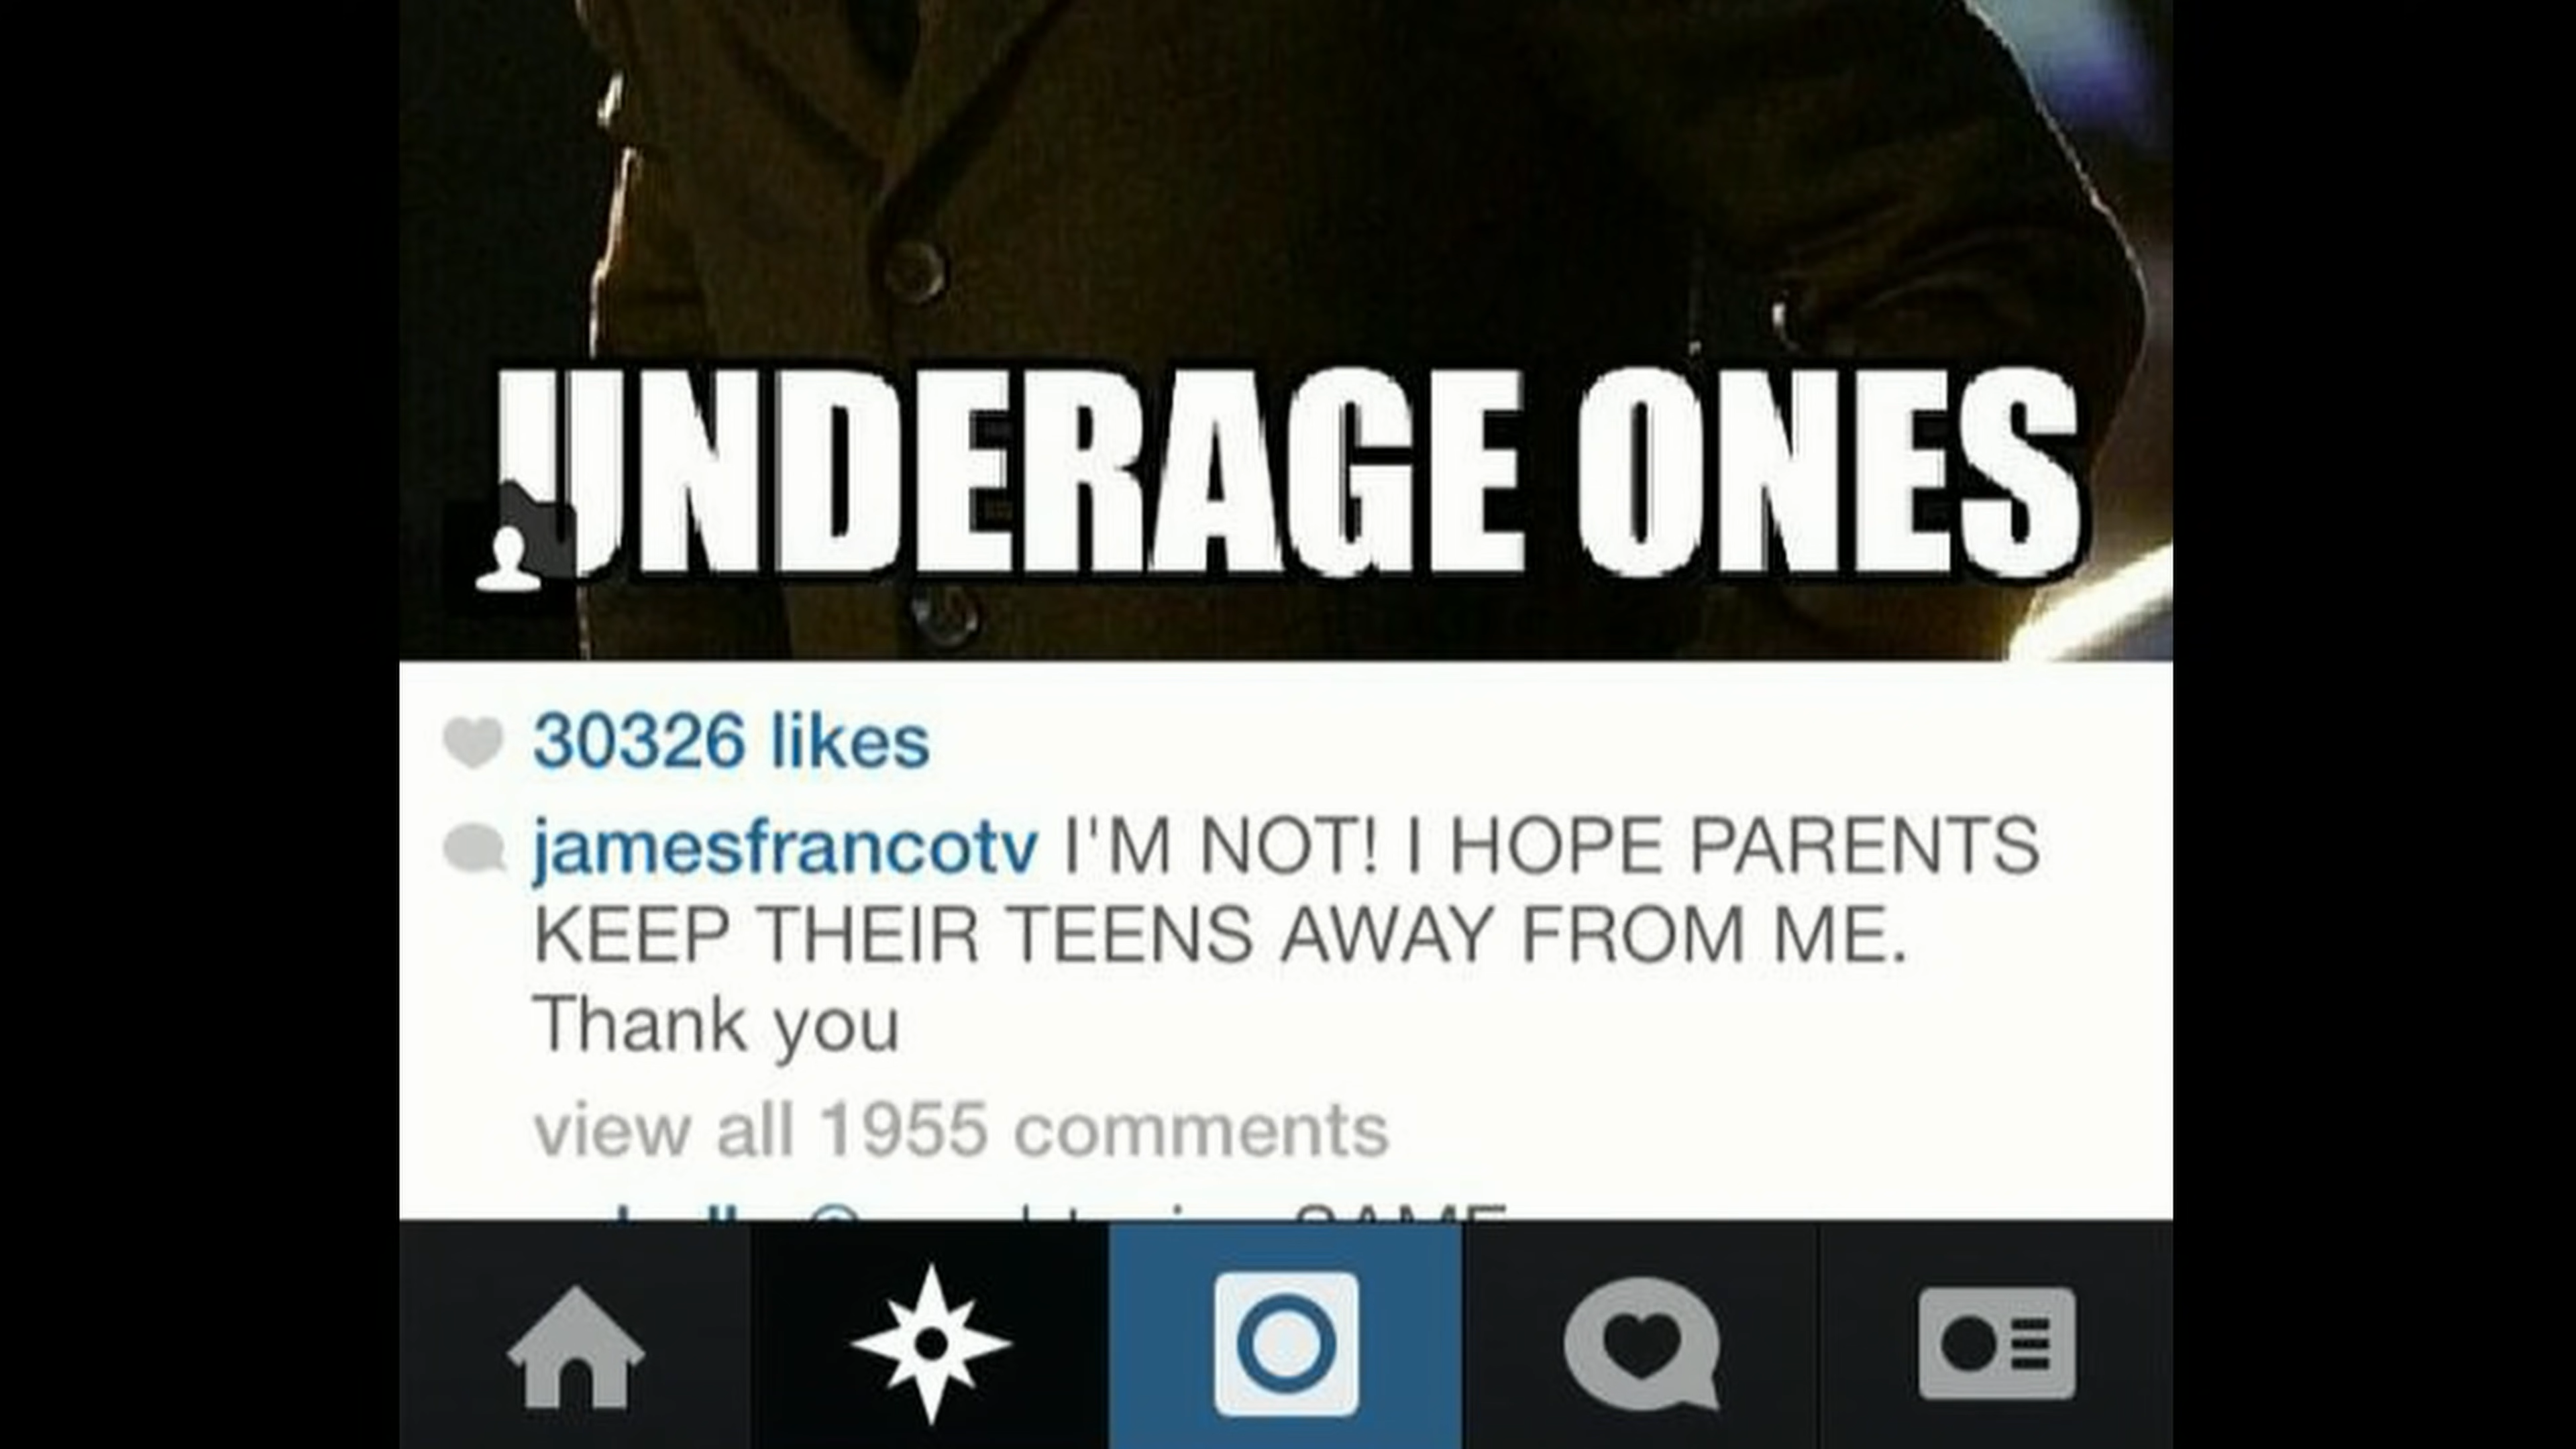 UNDERAGE ONES
30326 likes
jamesfrancotv I'M NOT! I HOPE PARENTS
KEEP THEIR TEENS AWAY FROM ME.
Thank you
view all 1955 comments